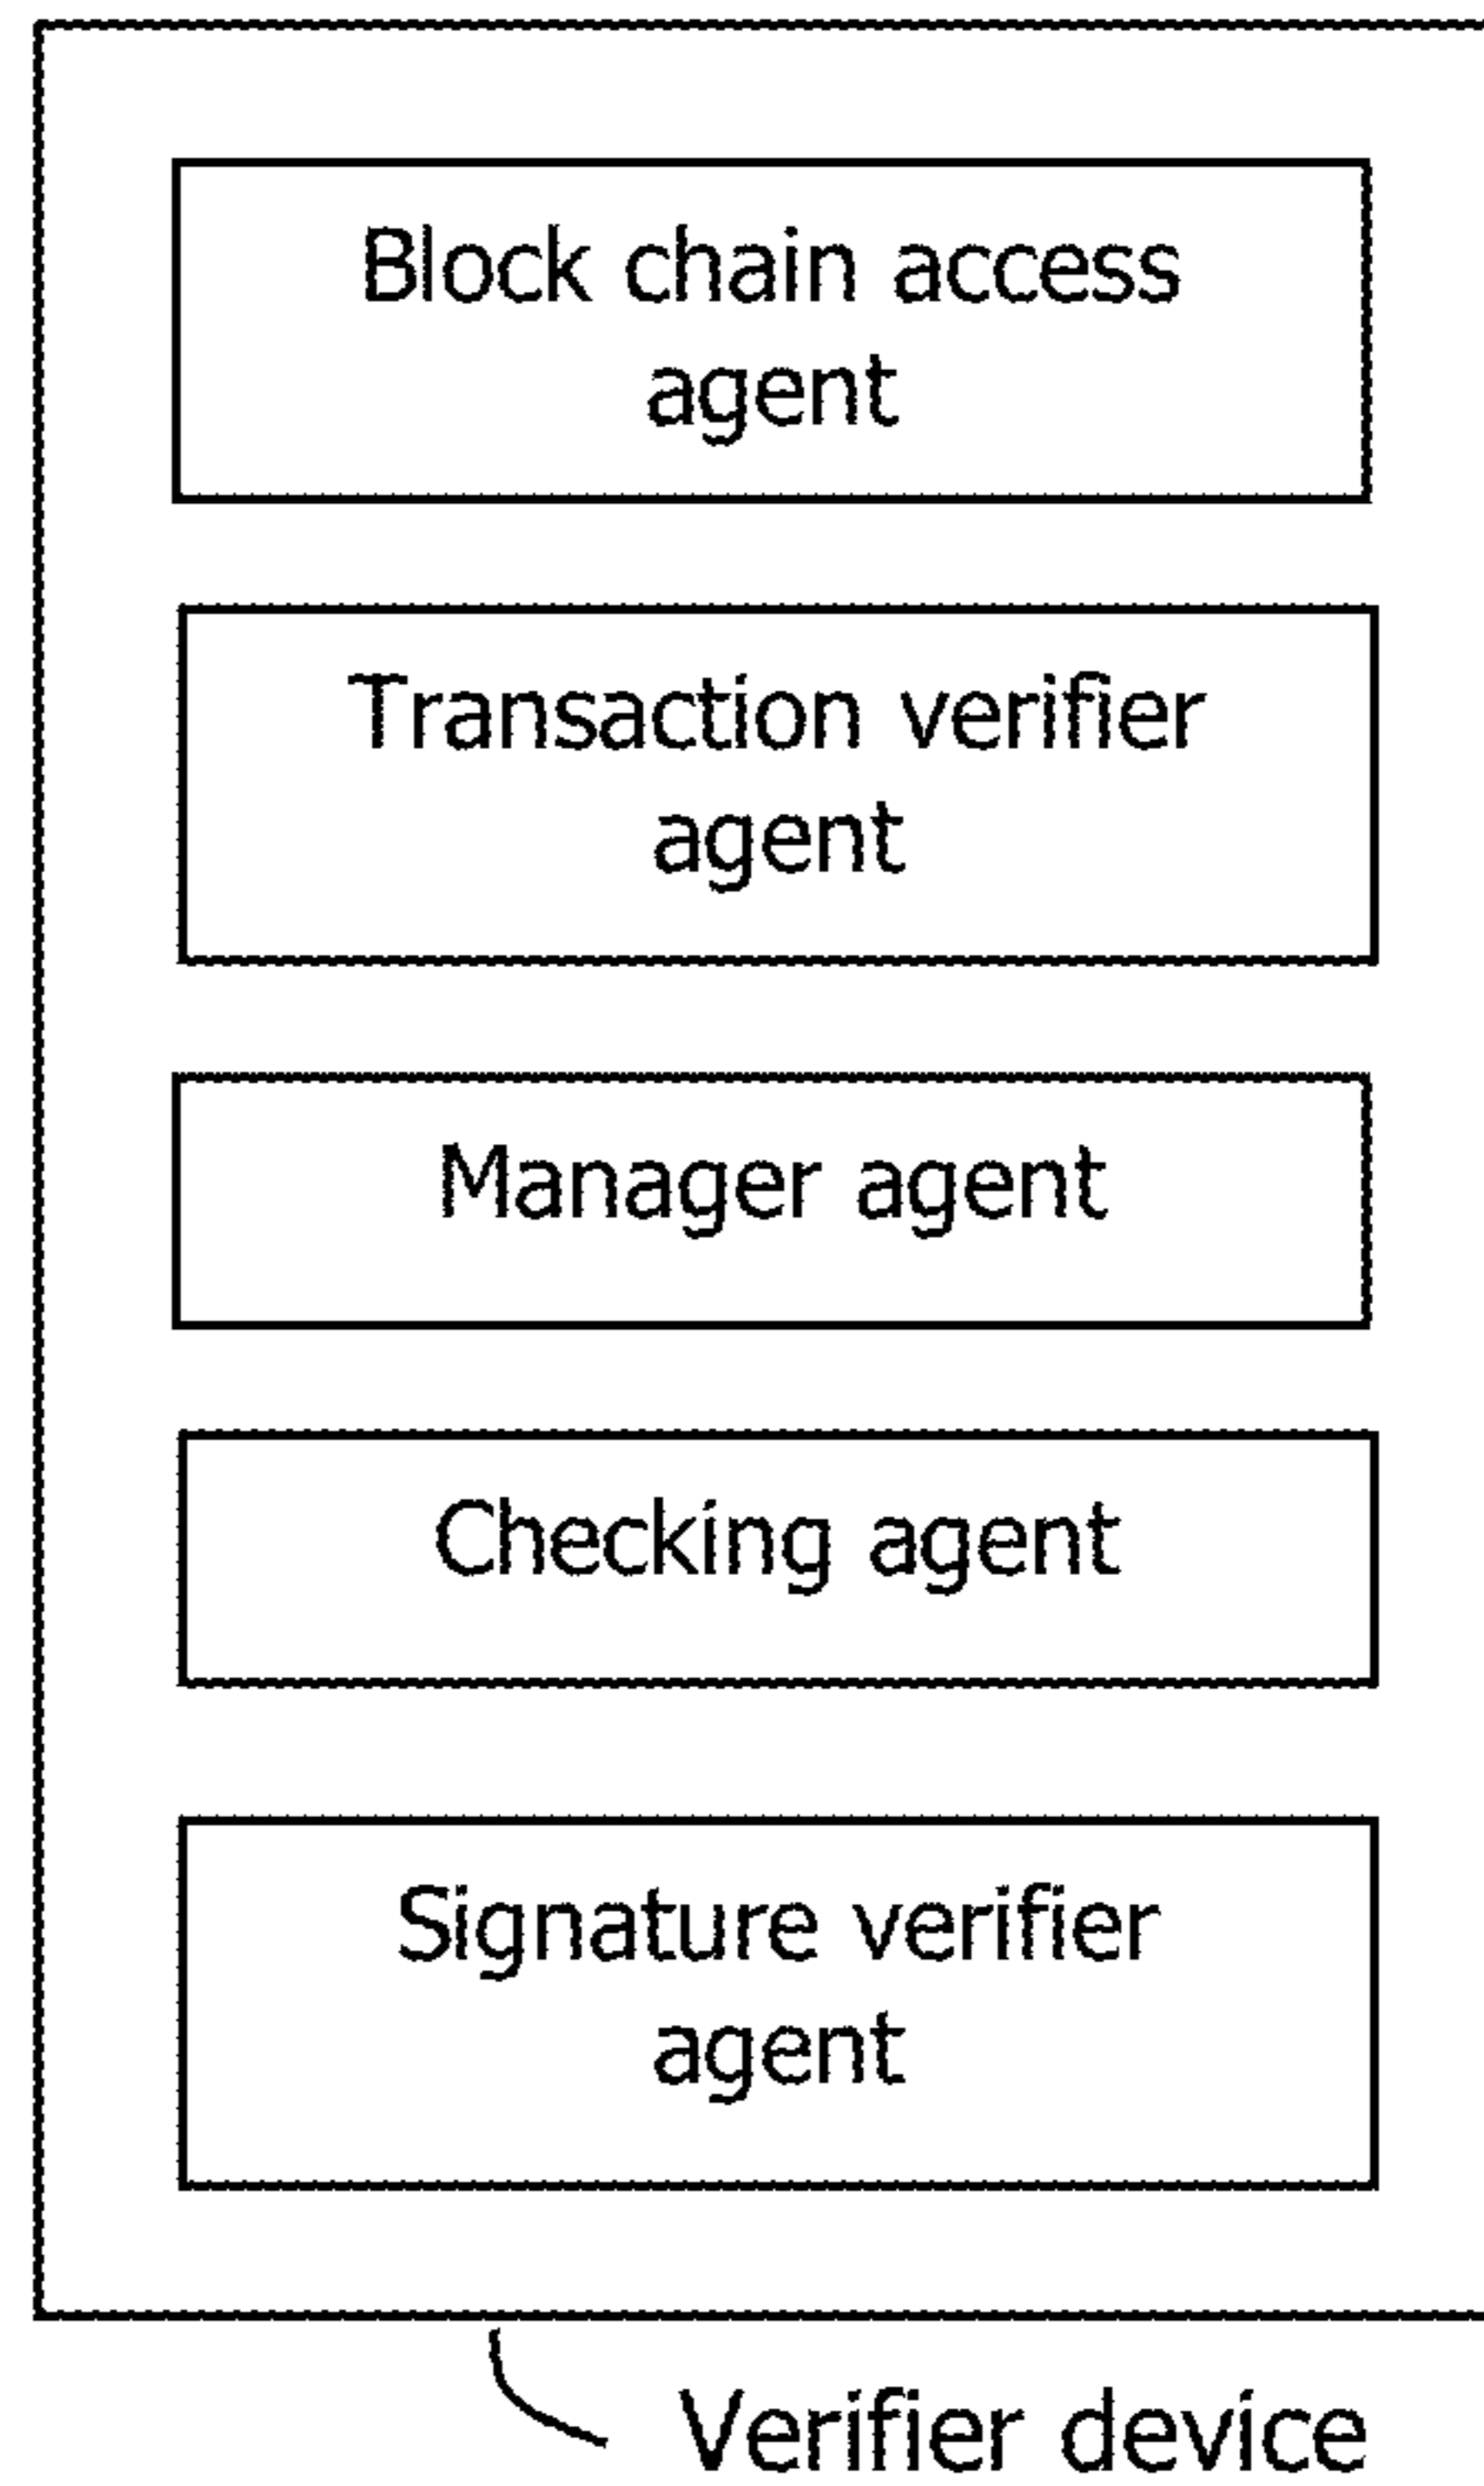 Block chain access
agent
Transaction verifier
agent
Manager agent
Checking agent
Signature verifier
agent
Verifier device